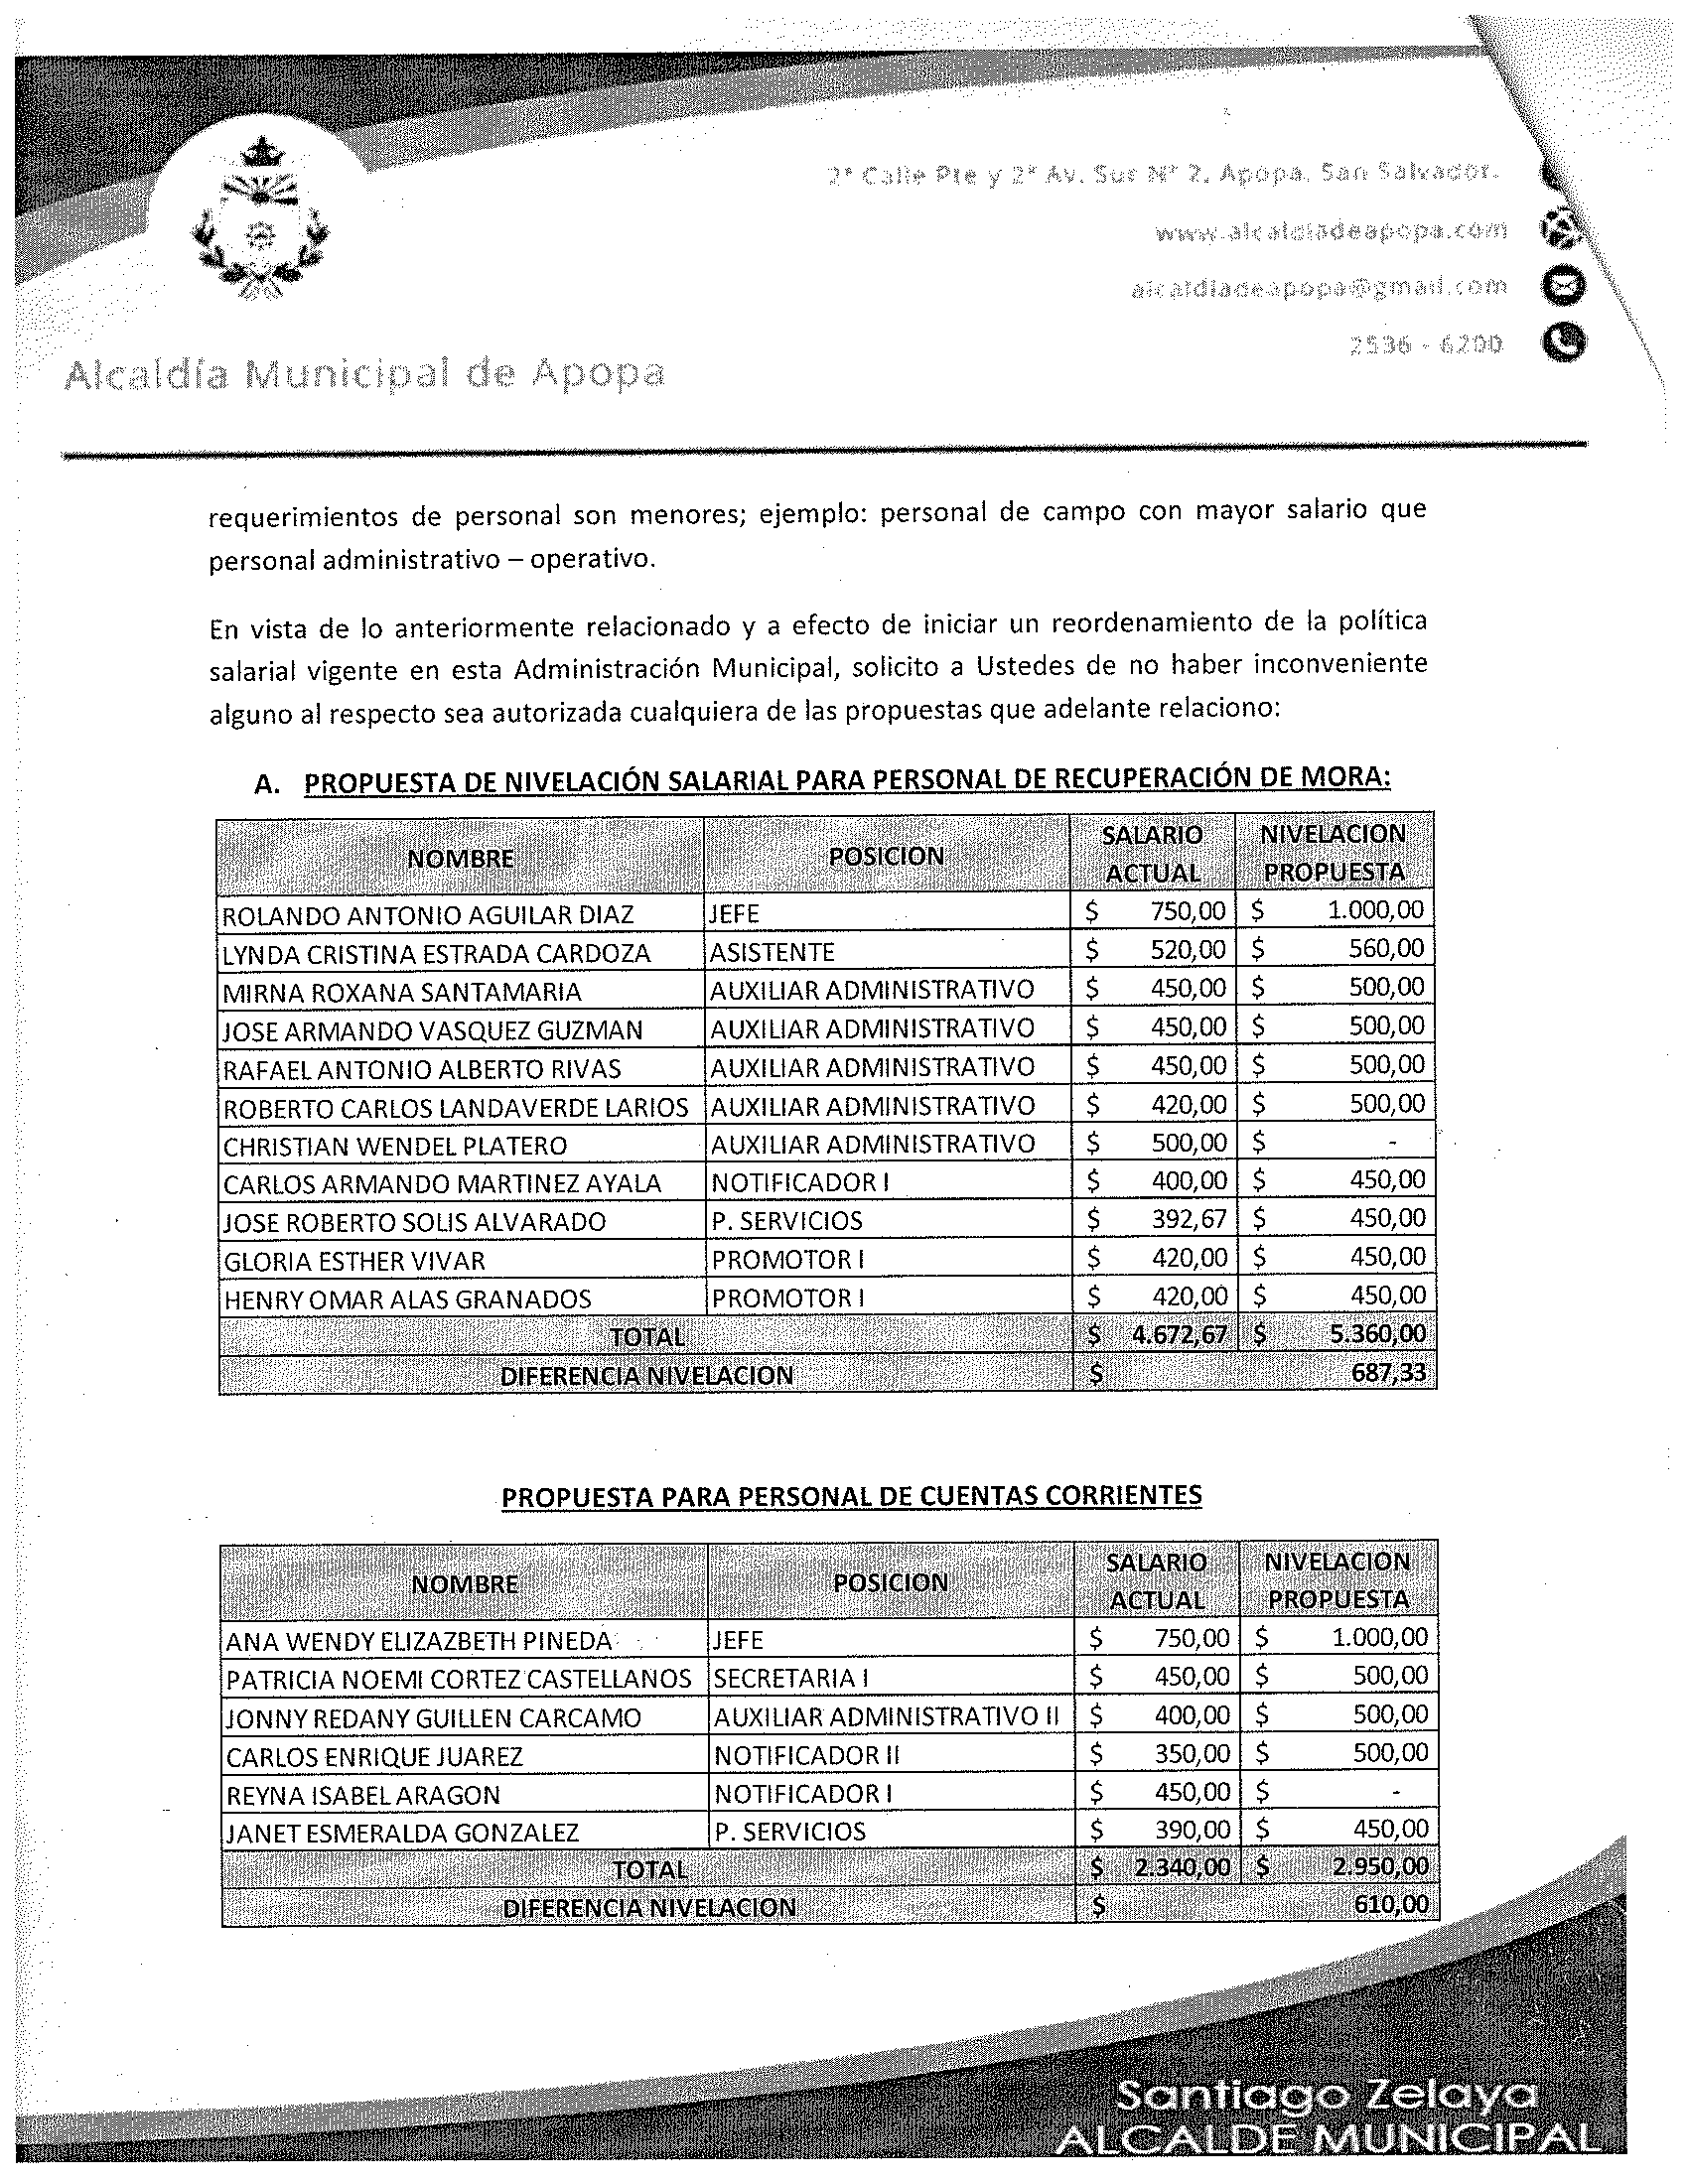 2ª Calle Pte y 2ª Av. Sur Nº 2. Apopa. San Salvador.
www.alcaldiadeapopa.com
alcaldiadeapopa@gmail.com
2536 - 6200
Alcaldía Municipal de Apopa
requerimientos de personal son menores; ejemplo: personal de campo con mayor salario que
personal administrativo – operativo.
En vista de lo anteriormente relacionado y a efecto de iniciar un reordenamiento de la política
salarial vigente en esta Administración Municipal, solicito a Ustedes de no haber inconveniente
alguno al respecto sea autorizada cualquiera de las propuestas que adelante relaciono:
A. PROPUESTA DE NIVELACIÓN SALARIAL PARA PERSONAL DE RECUPERACIÓN DE MORA:
NOMBRE POSICION SALARIO ACTUAL NIVELACION PROPUESTA
ROLANDO ANTONIO AGUILAR DIAZ JEFE $ 750,00 $ 1.000,00
LYNDA CRISTINA ESTRADA CARDOZA ASISTENTE $ 520,00 $ 560,00
MIRNA ROXANA SANTAMARIA AUXILIAR ADMINISTRATIVO $ 450,00 $ 500,00
JOSE ARMANDO VASQUEZ GUZMAN AUXILIAR ADMINISTRATIVO $ 450,00 $ 500,00
RAFAEL ANTONIO ALBERTO RIVAS AUXILIAR ADMINISTRATIVO $ 450,00 $ 500,00
ROBERTO CARLOS LANDAVERDE LARIOS AUXILIAR ADMINISTRATIVO $ 420,00 $ 500,00
CHRISTIAN WENDEL PLATERO AUXILIAR ADMINISTRATIVO $ 500,00 $ -
CARLOS ARMANDO MARTINEZ AYALA NOTIFICADOR I $ 400,00 $ 450,00
JOSE ROBERTO SOLIS ALVARADO P. SERVICIOS $ 392,67 $ 450,00
GLORIA ESTHER VIVAR PROMOTOR I $ 420,00 $ 450,00
HENRY OMAR ALAS GRANADOS PROMOTOR I $ 420,00 $ 450,00
TOTAL $ 4.672,67 $ 5.360,00
DIFERENCIA NIVELACION $ 687,33
PROPUESTA PARA PERSONAL DE CUENTAS CORRIENTES
NOMBRE POSICION SALARIO ACTUAL NIVELACION PROPUESTA
ANA WENDY ELIZAZBETH PINEDA JEFE $ 750,00 $ 1.000,00
PATRICIA NOEMI CORTEZ CASTELLANOS SECRETARIA I $ 450,00 $ 500,00
JONNY REDANY GUILLEN CARCAMO AUXILIAR ADMINISTRATIVO II $ 400,00 $ 500,00
CARLOS ENRIQUE JUAREZ NOTIFICADOR II $ 350,00 $ 500,00
REYNA ISABEL ARAGON NOTIFICADOR I $ 450,00 $ -
JANET ESMERALDA GONZALEZ P. SERVICIOS $ 390,00 $ 450,00
TOTAL $ 2.340,00 $ 2.950,00
DIFERENCIA NIVELACION $ 610,00
Santiago Zelaya
ALCALDE MUNICIPAL